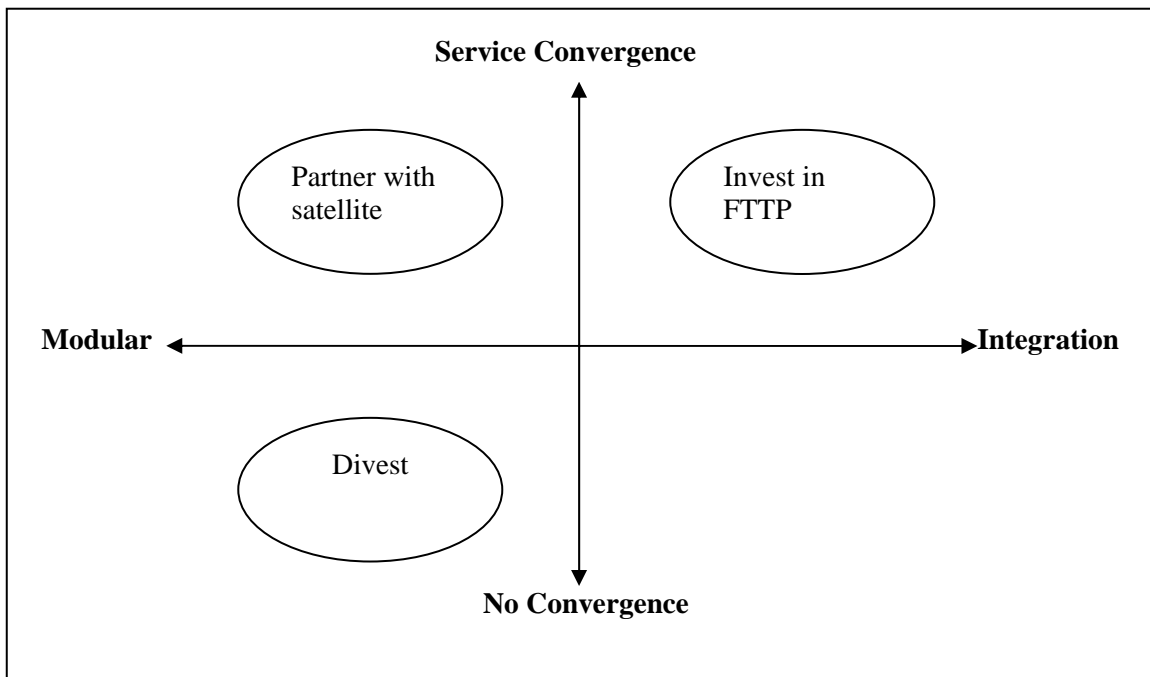 Service Convergence
Partner with
satellite
Invest in
FTTP
Modular
Integration
Divest
No Convergence